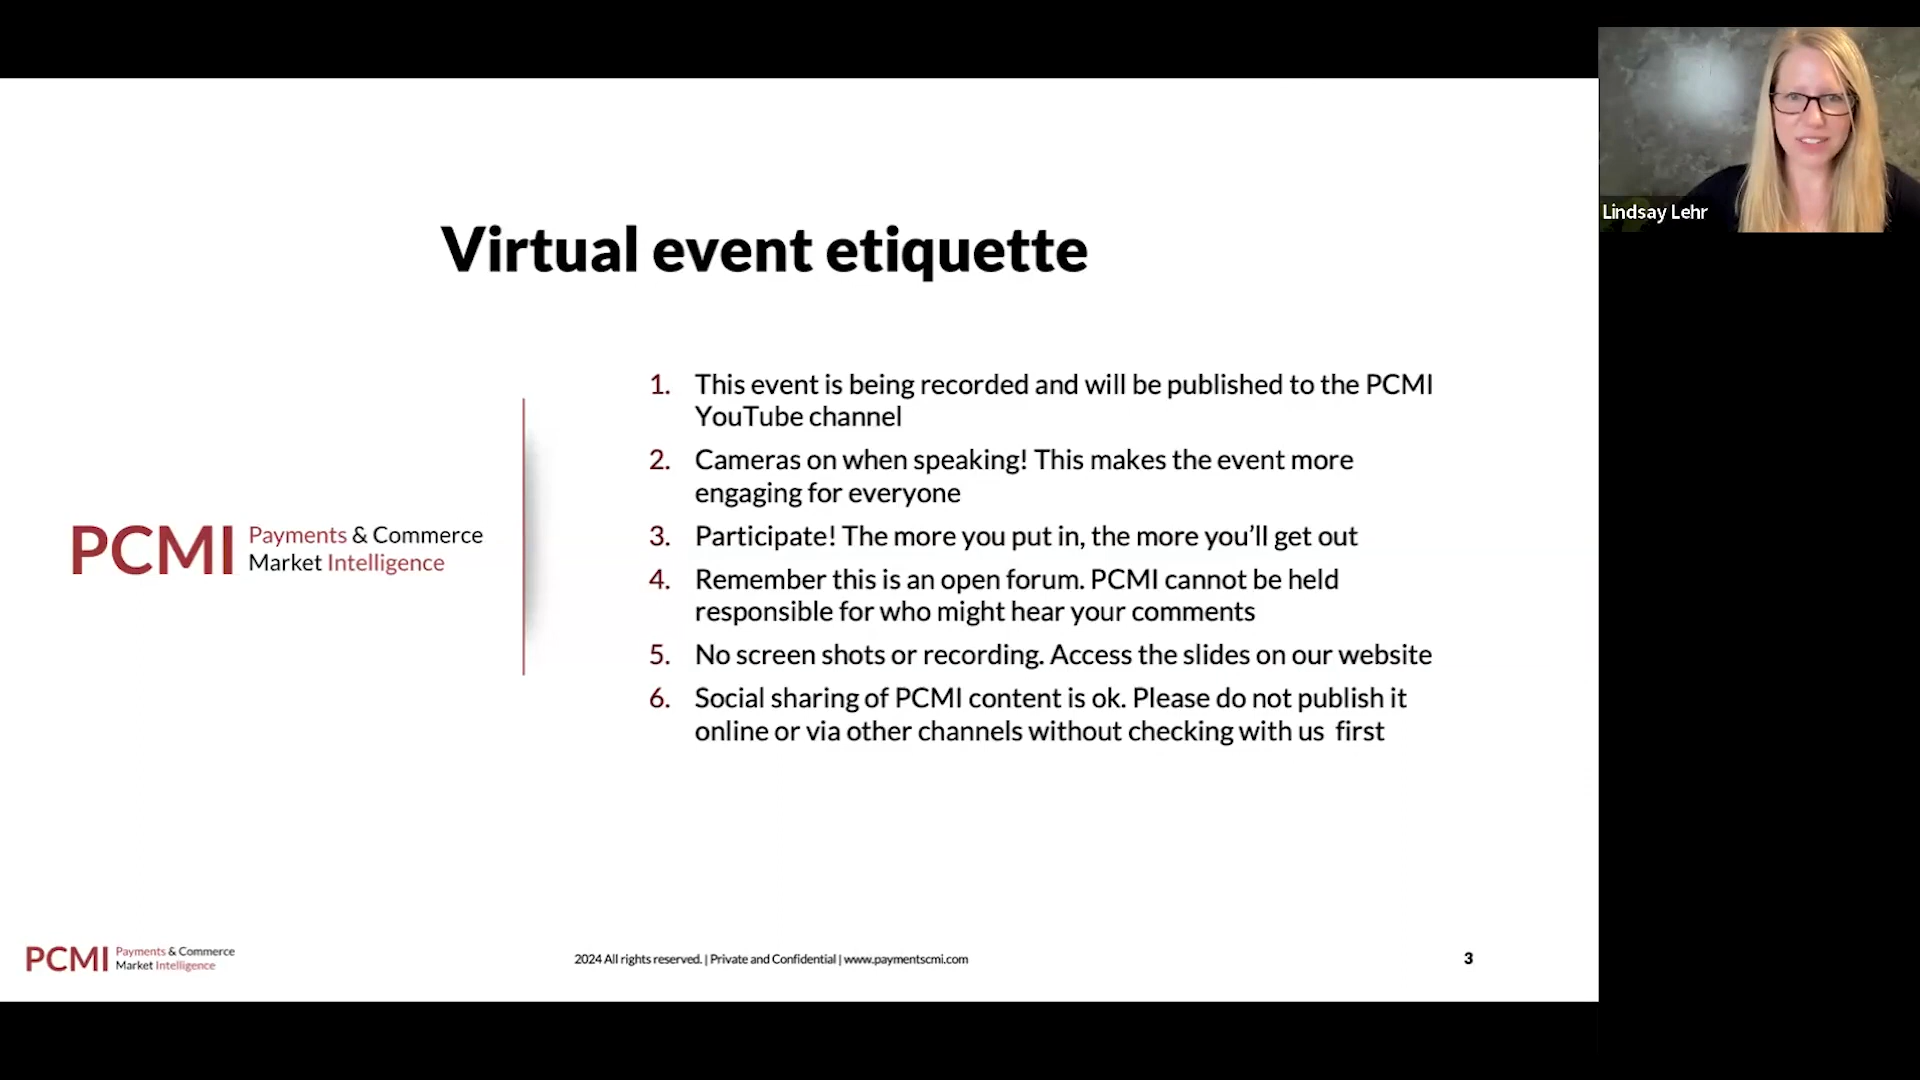 Virtual event etiquette
1. This event is being recorded and will be published to the PCMI
YouTube channel
2. Cameras on when speaking! This makes the event more
engaging for everyone
3. Participate! The more you put in, the more you’ll get out
4. Remember this is an open forum. PCMI cannot be held
responsible for who might hear your comments
5. No screen shots or recording. Access the slides on our website
6. Social sharing of PCMI content is ok. Please do not publish it
online or via other channels without checking with us first
PCMI
Payments & Commerce
Market Intelligence
PCMI
Payments & Commerce
Market Intelligence
2024 All rights reserved. | Private and Confidential | www.paymentscmi.com
3
Lindsay Lehr